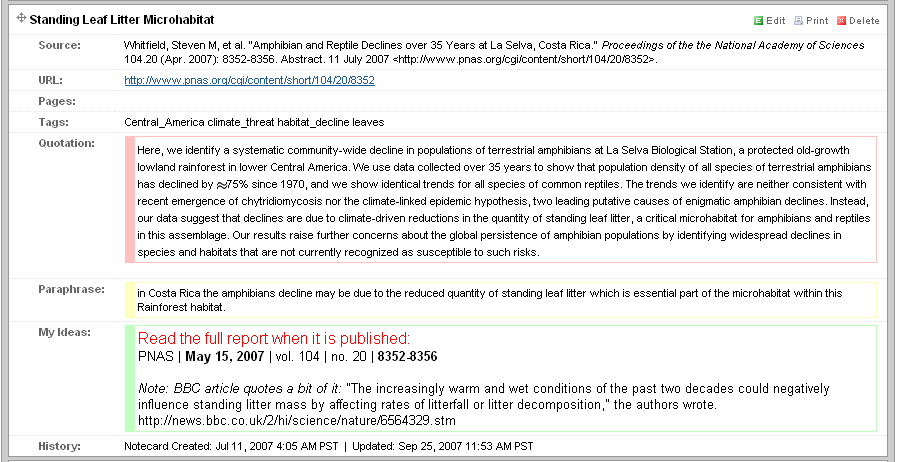 Standing Leaf Litter Microhabitat Edit Print Delete
Source: Whitfield, Steven M, et al. "Amphibian and Reptile Declines over 35 Years at La Selva, Costa Rica." Proceedings of the the National Academy of Sciences
104.20 (Apr. 2007): 8352-8356. Abstract. 11 July 2007 <http://www.pnas.org/cgi/content/short/104/20/8352>.
URL: http://www.pnas.org/cgi/content/short/104/20/8352
Pages:
Tags: Central_America climate_threat habitat_decline leaves
Quotation:
Here, we identify a systematic community-wide decline in populations of terrestrial amphibians at La Selva Biological Station, a protected old-growth
lowland rainforest in lower Central America. We use data collected over 35 years to show that population density of all species of terrestrial amphibians
has declined by ≈75% since 1970, and we show identical trends for all species of common reptiles. The trends we identify are neither consistent with
recent emergence of chytridiomycosis nor the climate-linked epidemic hypothesis, two leading putative causes of enigmatic amphibian declines. Instead,
our data suggest that declines are due to climate-driven reductions in the quantity of standing leaf litter, a critical microhabitat for amphibians and reptiles
in this assemblage. Our results raise further concerns about the global persistence of amphibian populations by identifying widespread declines in
species and habitats that are not currently recognized as susceptible to such risks.
Paraphrase: in Costa Rica the amphibians decline may be due to the reduced quantity of standing leaf litter which is essential part of the microhabitat within this
Rainforest habitat.
My Ideas:
Read the full report when it is published:
PNAS | May 15, 2007 | vol. 104 | no. 20 | 8352-8356
Note: BBC article quotes a bit of it: "The increasingly warm and wet conditions of the past two decades could negatively
influence standing litter mass by affecting rates of litterfall or litter decomposition," the authors wrote.
http://news.bbc.co.uk/2/hi/science/nature/6564329.stm
History: Notecard Created: Jul 11, 2007 4:05 AM PST | Updated: Sep 25, 2007 11:53 AM PST